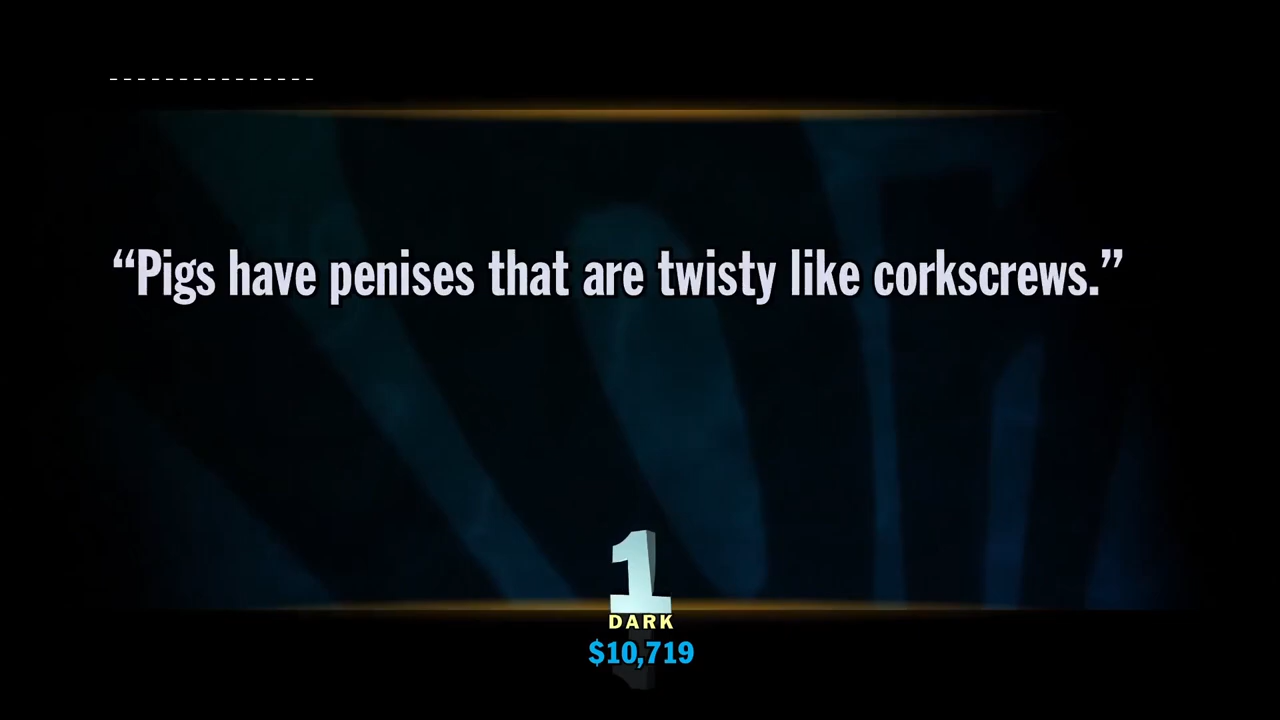 “Pigs have penises that are twisty like corkscrews.”
1
DARK
$10,719